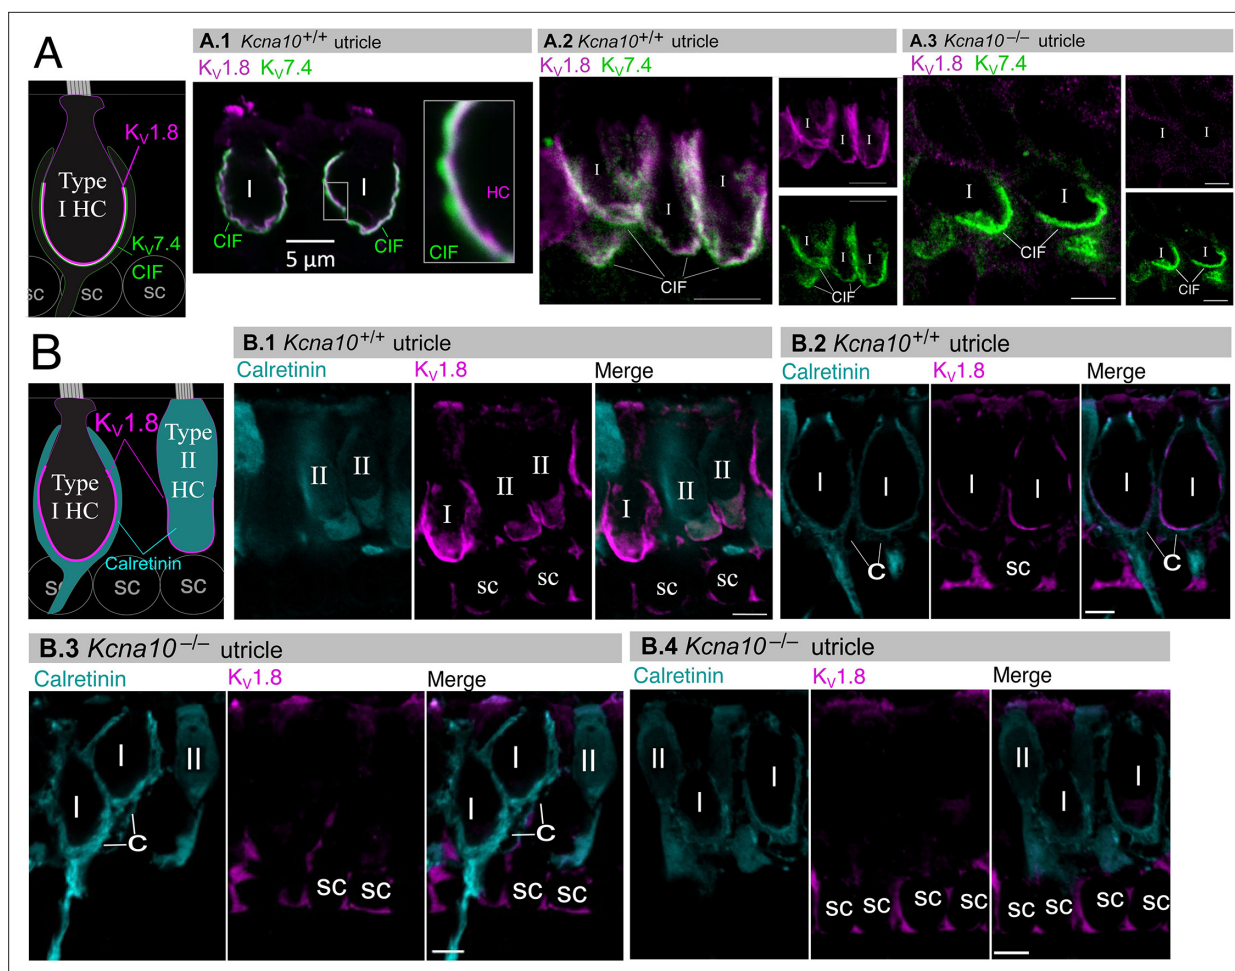 A
A.1 Kcna10+/+ utricle
KV1.8 KV7.4
A.2 Kcna10+/+ utricle
KV1.8 KV7.4
A.3 Kcna10–/– utricle
KV1.8 KV7.4
KV1.8
Type
I HC
KV7.4
CIF
SC SC SC
I I
CIF CIF
5 µm
HC
CIF
I I I
CIF
I I I
I I I
CIF
I I
CIF
I I
I I
CIF
B
B.1 Kcna10+/+ utricle
Calretinin KV1.8 Merge
B.2 Kcna10+/+ utricle
Calretinin KV1.8 Merge
KV1.8
Type
II
HC
Type
I HC
Calretinin
SC SC SC
II II
I II II
SC SC
I II II
SC SC
I I
C
I I
SC
I I
C
B.3 Kcna10–/– utricle
Calretinin KV1.8 Merge
B.4 Kcna10–/– utricle
Calretinin KV1.8 Merge
I I II
C
SC SC
I I II
C
SC SC
II I I
SC SC SC SC
II I I
SC SC SC SC